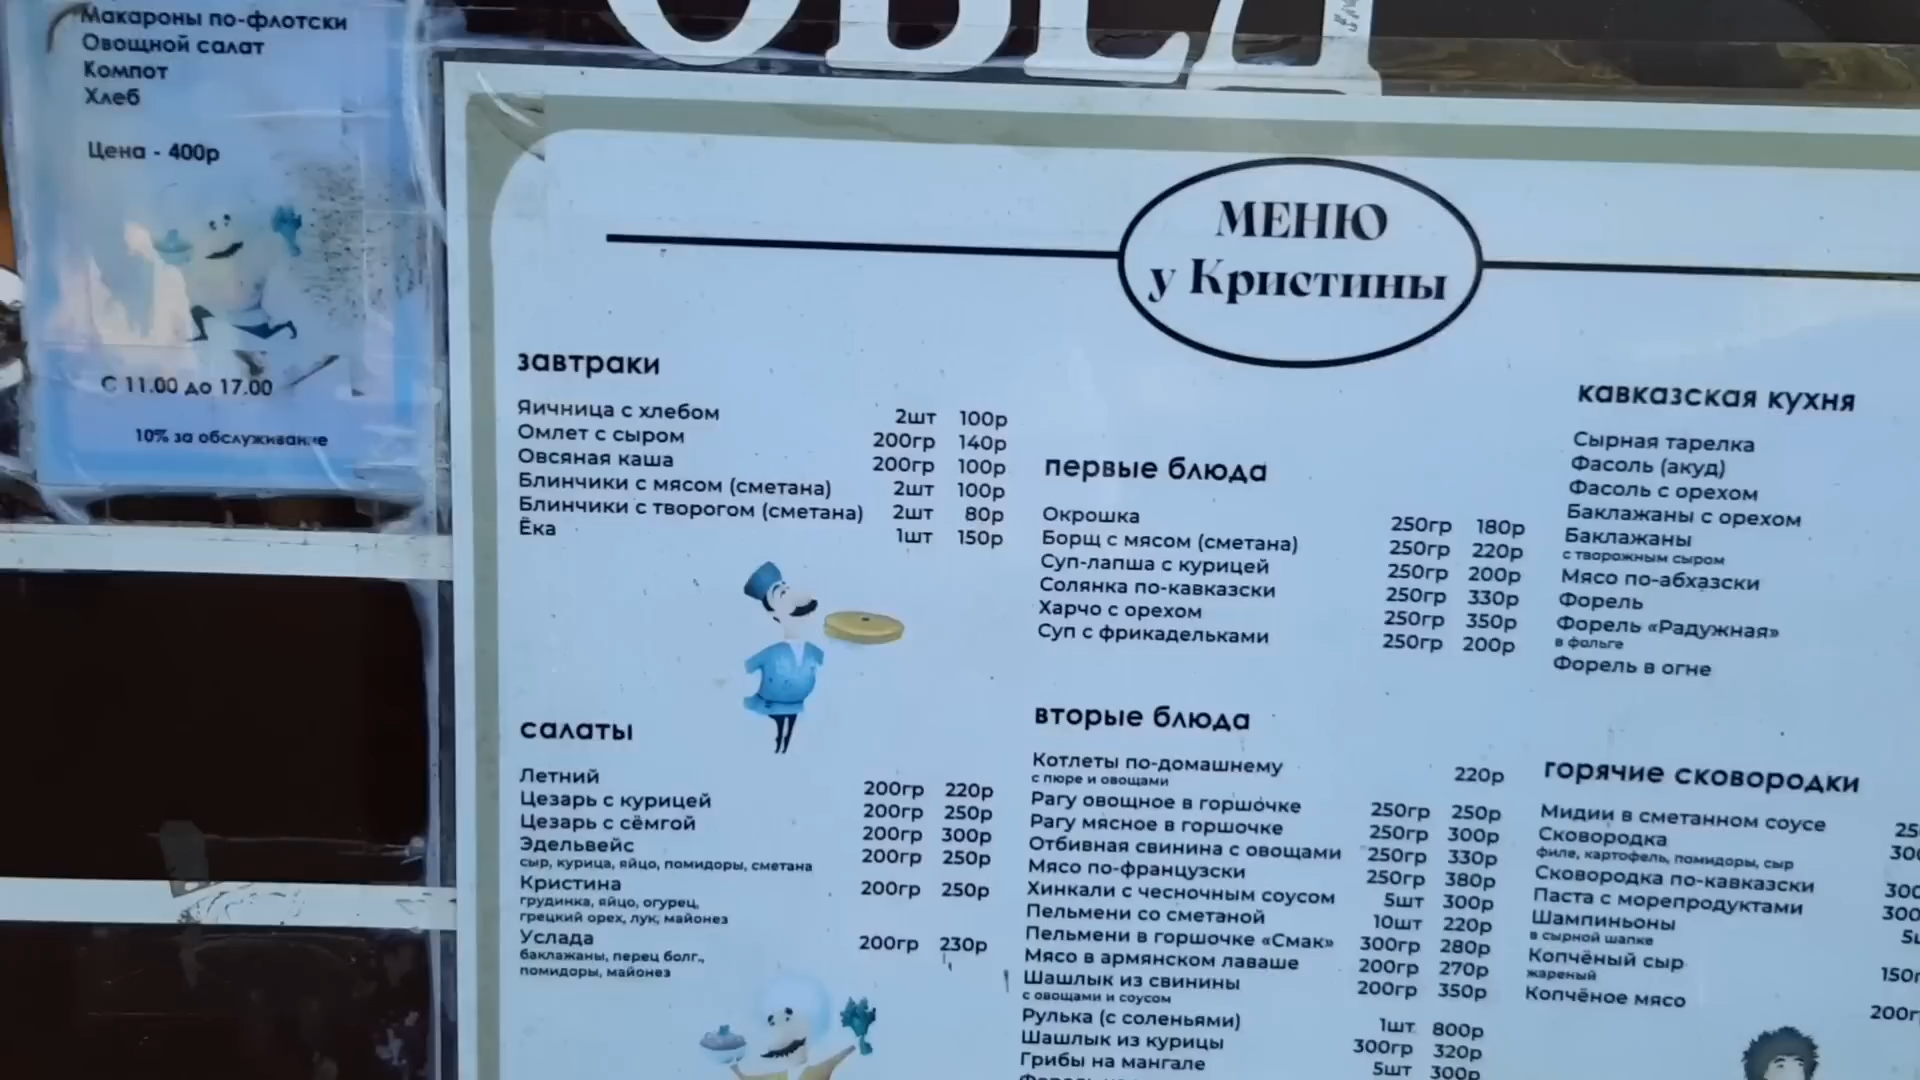 Макароны по-флотски
Овощной салат
Компот
Хлеб
Цена - 400р
С 11.00 до 17.00
10% за обслуживание
ОБЕД
МЕНЮ
у Кристины
завтраки
Яичница с хлебом 2шт 100р
Омлет с сыром 200гр 140р
Овсяная каша 200гр 100р
Блинчики с мясом (сметана) 2шт 100р
Блинчики с творогом (сметана) 2шт 80р
Ёка 1шт 150р
салаты
Летний 200гр 220р
Цезарь с курицей 200гр 250р
Цезарь с сёмгой 200гр 300р
Эдельвейс 200гр 250р
сыр, курица, яйцо, помидоры, сметана
Кристина 200гр 250р
грудинка, яйцо, огурец,
грецкий орех, лук, майонез
Услада 200гр 230р
баклажаны, перец болг.,
помидоры, майонез
первые блюда
Окрошка 250гр 180р
Борщ с мясом (сметана) 250гр 220р
Суп-лапша с курицей 250гр 200р
Солянка по-кавказски 250гр 330р
Харчо с орехом 250гр 350р
Суп с фрикадельками 250гр 200р
вторые блюда
Котлеты по-домашнему 220р
с пюре и овощами
Рагу овощное в горшочке 250гр 250р
Рагу мясное в горшочке 250гр 300р
Отбивная свинина с овощами 250гр 330р
Мясо по-французски 250гр 380р
Хинкали с чесночным соусом 5шт 300р
Пельмени со сметаной 10шт 220р
Пельмени в горшочке «Смак» 300гр 280р
Мясо в армянском лаваше 200гр 270р
Шашлык из свинины 200гр 350р
с овощами и соусом
Рулька (с соленьями) 1шт 800р
Шашлык из курицы 300гр 320р
Грибы на мангале 5шт 300р
кавказская кухня
Сырная тарелка
Фасоль (акуд)
Фасоль с орехом
Баклажаны с орехом
Баклажаны
с творожным сыром
Мясо по-абхазски
Форель
Форель «Радужная»
в фольге
Форель в огне
горячие сковородки
Мидии в сметанном соусе 25
Сковородка 300
филе, картофель, помидоры, сыр
Сковородка по-кавказски 300
Паста с морепродуктами 300
Шампиньоны 5ш
в сырной шапке
Копчёный сыр 150г
жареный
Копчёное мясо 200г